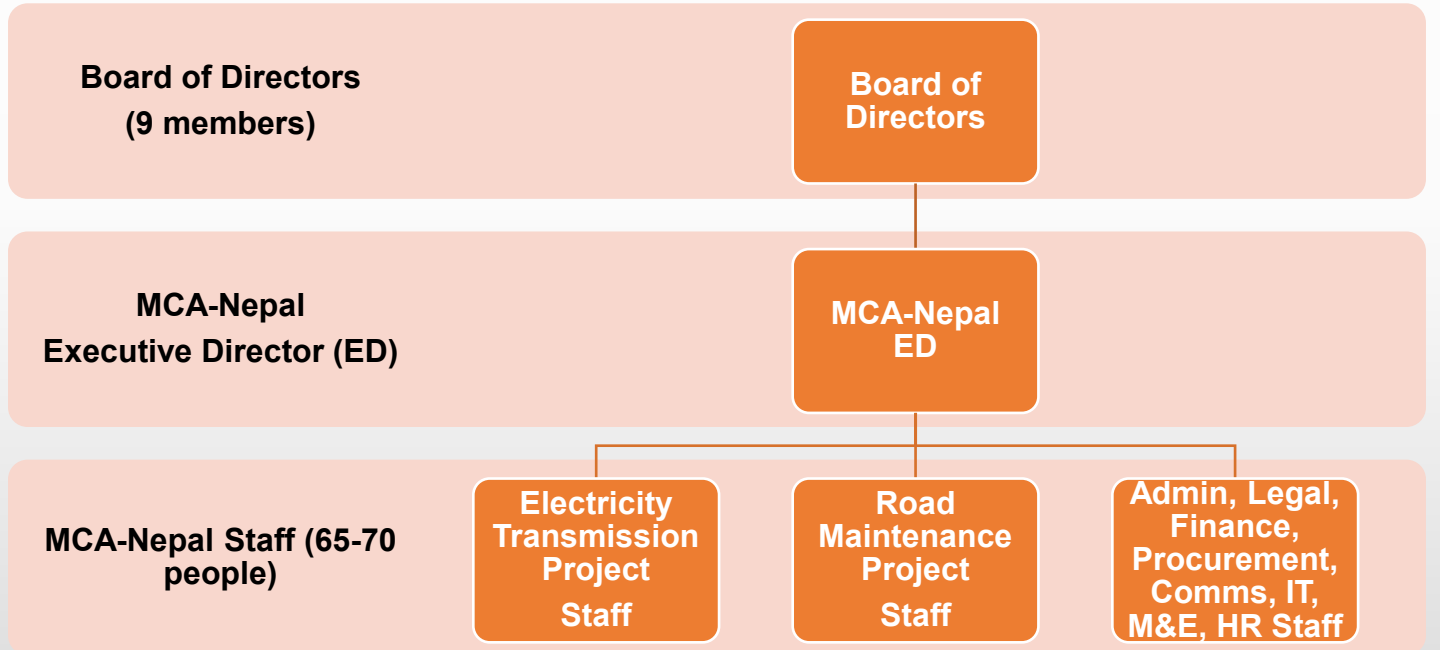 Board of Directors
(9 members)
Board of
Directors
MCA-Nepal
Executive Director (ED)
MCA-Nepal
ED
MCA-Nepal Staff (65-70
people)
Electricity
Transmission
Project
Staff
Road
Maintenance
Project
Staff
Admin, Legal,
Finance,
Procurement,
Comms, IT,
M&E, HR Staff